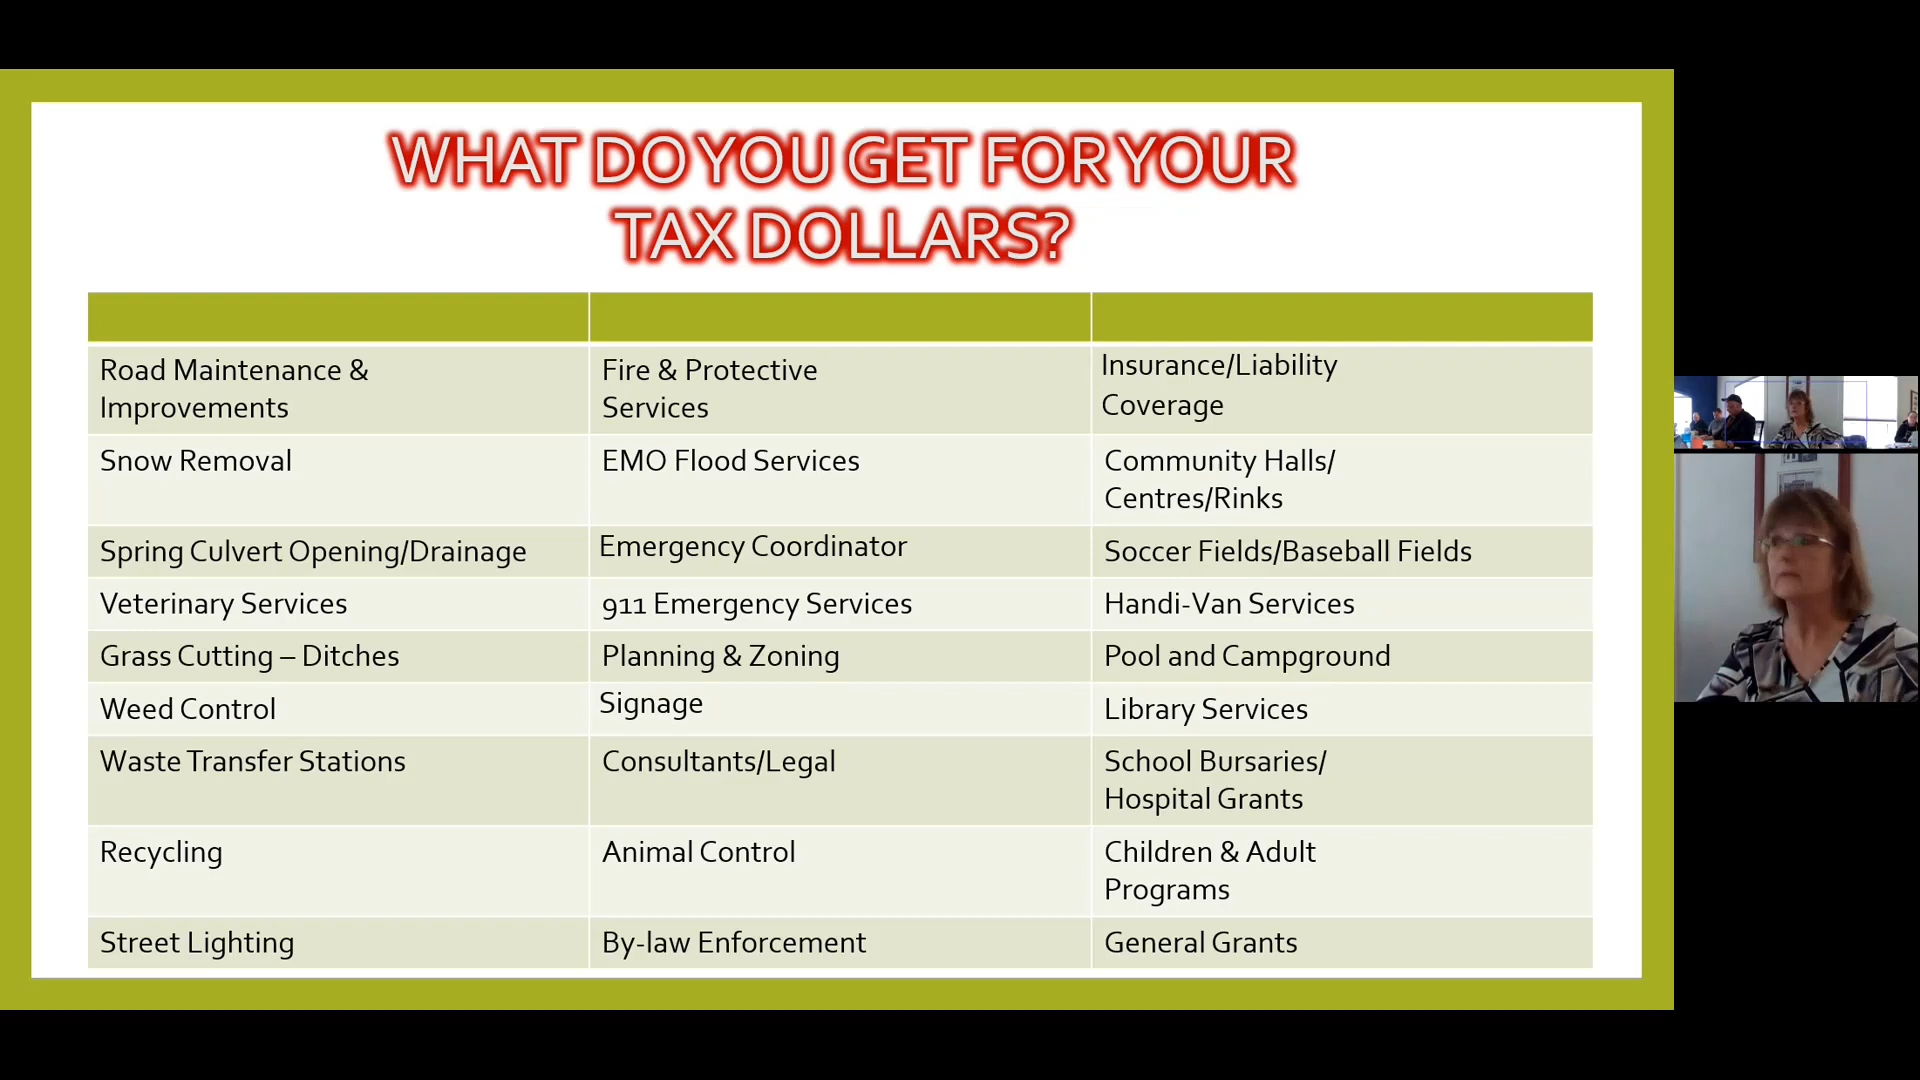 WHAT DO YOU GET FOR YOUR
TAX DOLLARS?
Road Maintenance &
Improvements
Fire & Protective
Services
Insurance/Liability
Coverage
Snow Removal
EMO Flood Services
Community Halls/
Centres/Rinks
Spring Culvert Opening/Drainage
Emergency Coordinator
Soccer Fields/Baseball Fields
Veterinary Services
911 Emergency Services
Handi-Van Services
Grass Cutting – Ditches
Planning & Zoning
Pool and Campground
Weed Control
Signage
Library Services
Waste Transfer Stations
Consultants/Legal
School Bursaries/
Hospital Grants
Recycling
Animal Control
Children & Adult
Programs
Street Lighting
By-law Enforcement
General Grants